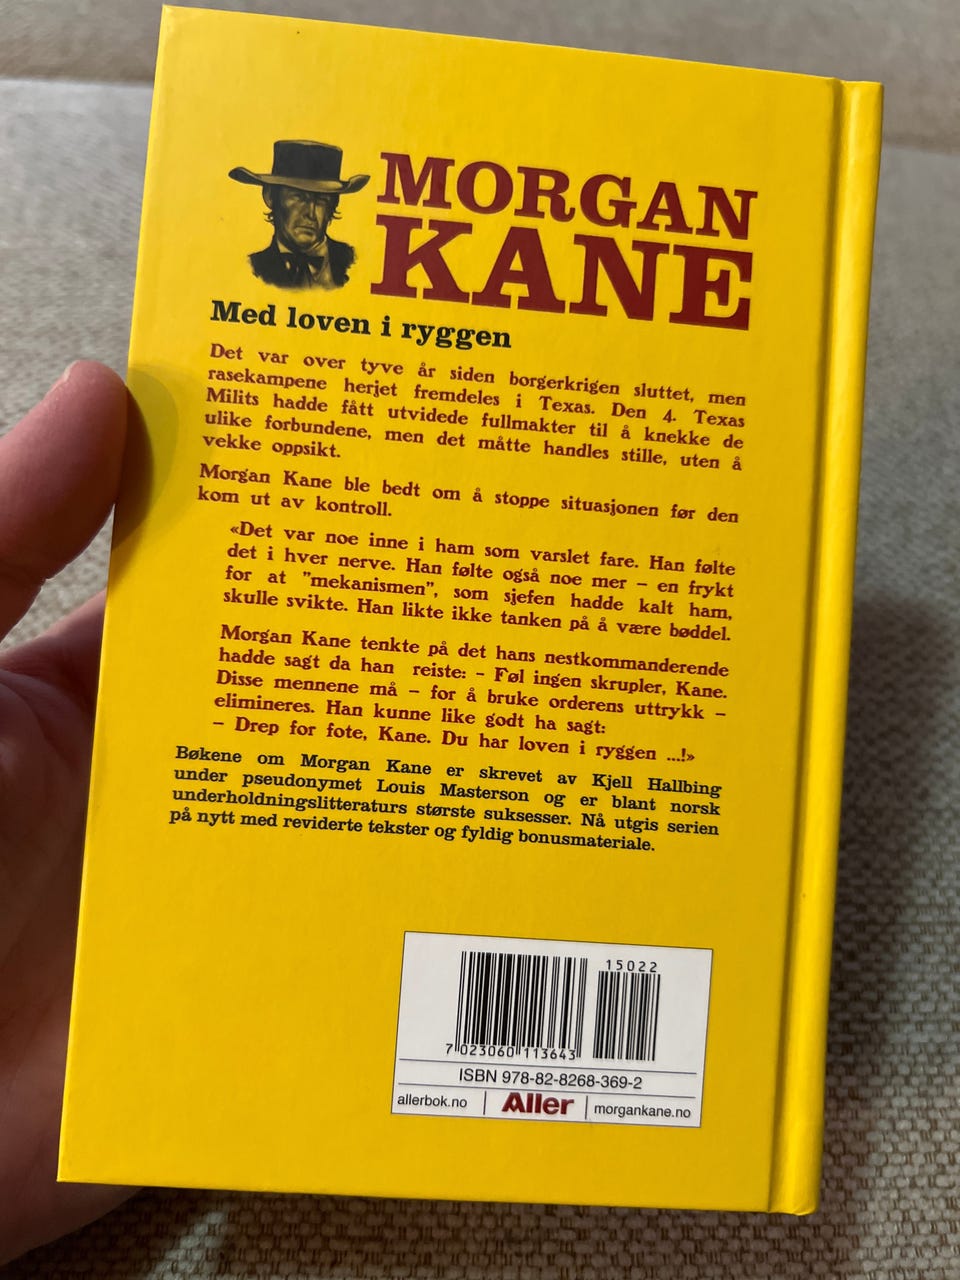 MORGAN
KANE
Med loven i ryggen
Det var over tyve år siden borgerkrigen sluttet, men
rasekampene herjet fremdeles i Texas. Den 4. Texas
Milits hadde fått utvidede fullmakter til å knekke de
ulike forbundene, men det måtte handles stille, uten å
vekke oppsikt.
Morgan Kane ble bedt om å stoppe situasjonen før den
kom ut av kontroll.
«Det var noe inne i ham som varslet fare. Han følte
det i hver nerve. Han følte også noe mer – en frykt
for at "mekanismen", som sjefen hadde kalt ham,
skulle svikte. Han likte ikke tanken på å være bøddel.
Morgan Kane tenkte på det hans nestkommanderende
hadde sagt da han reiste: – Føl ingen skrupler, Kane.
Disse mennene må – for å bruke orderens uttrykk –
elimineres. Han kunne like godt ha sagt:
– Drep for fote, Kane. Du har loven i ryggen ...!»
Bøkene om Morgan Kane er skrevet av Kjell Hallbing
under pseudonymet Louis Masterson og er blant norsk
underholdningslitteraturs største suksesser. Nå utgis serien
på nytt med reviderte tekster og fyldig bonusmateriale.
15022
7 023060 113643
ISBN 978-82-8268-369-2
allerbok.no | Aller | morgankane.no